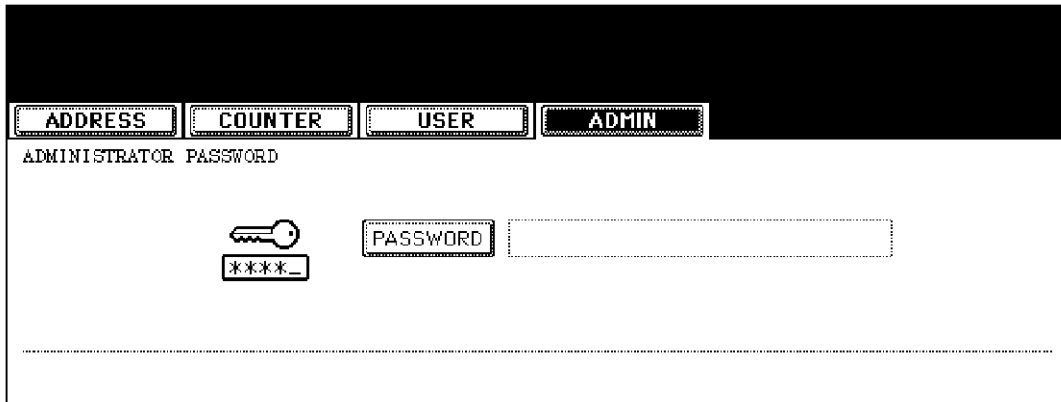 ADDRESS COUNTER USER ADMIN
ADMINISTRATOR PASSWORD
PASSWORD
****_